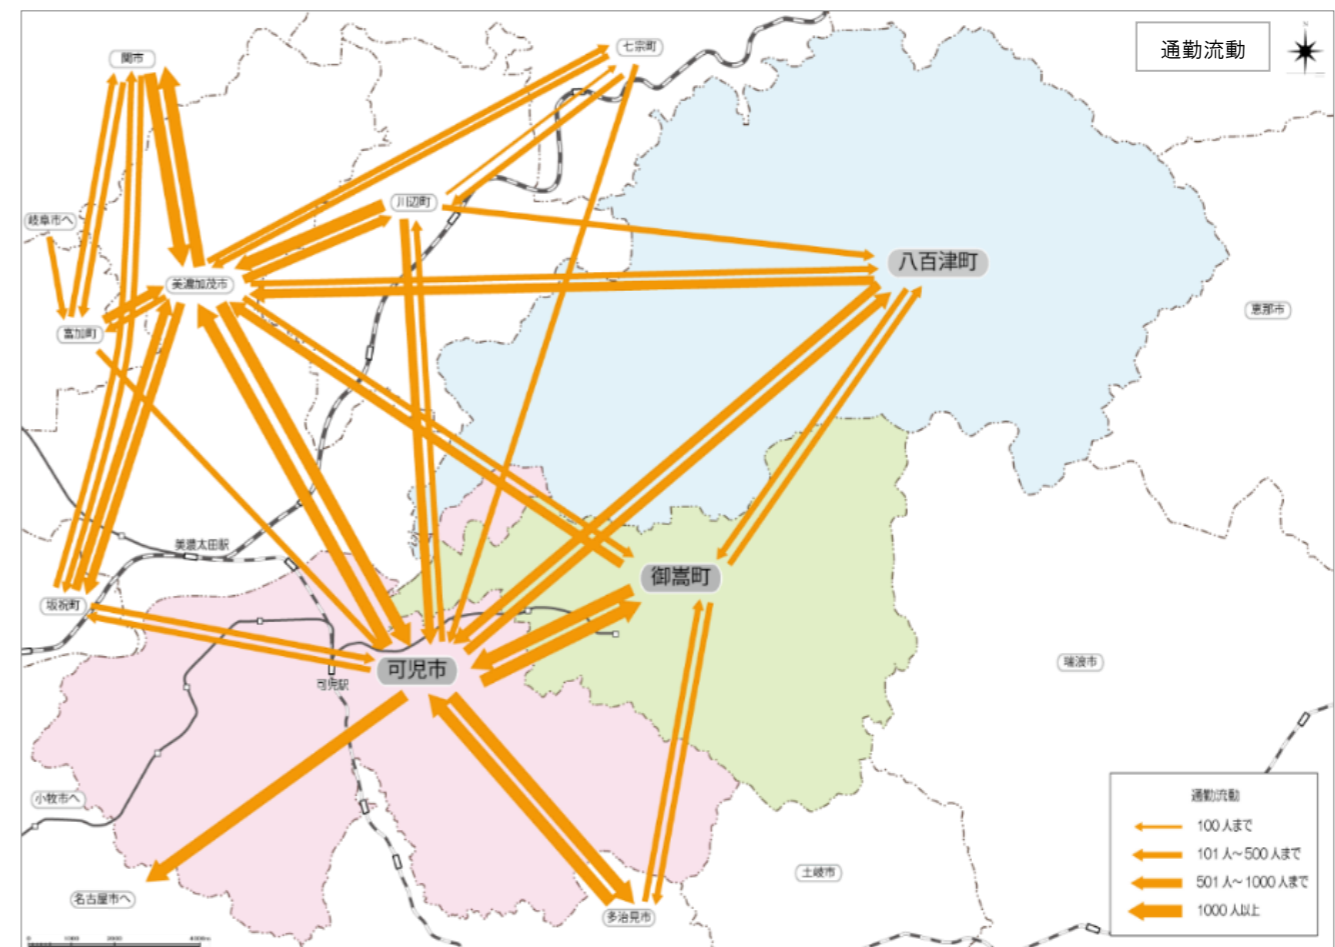 通勤流動
N
関市
七宗町
川辺町
岐阜市へ
八百津町
美濃加茂市
恵那市
富加町
美濃太田駅
御嵩町
坂祝町
可児市
瑞浪市
可児駅
小牧市へ
土岐市
名古屋市へ
多治見市
通勤流動
100人まで
101人～500人まで
501人～1000人まで
1000人以上
0 1000 2000 4000m